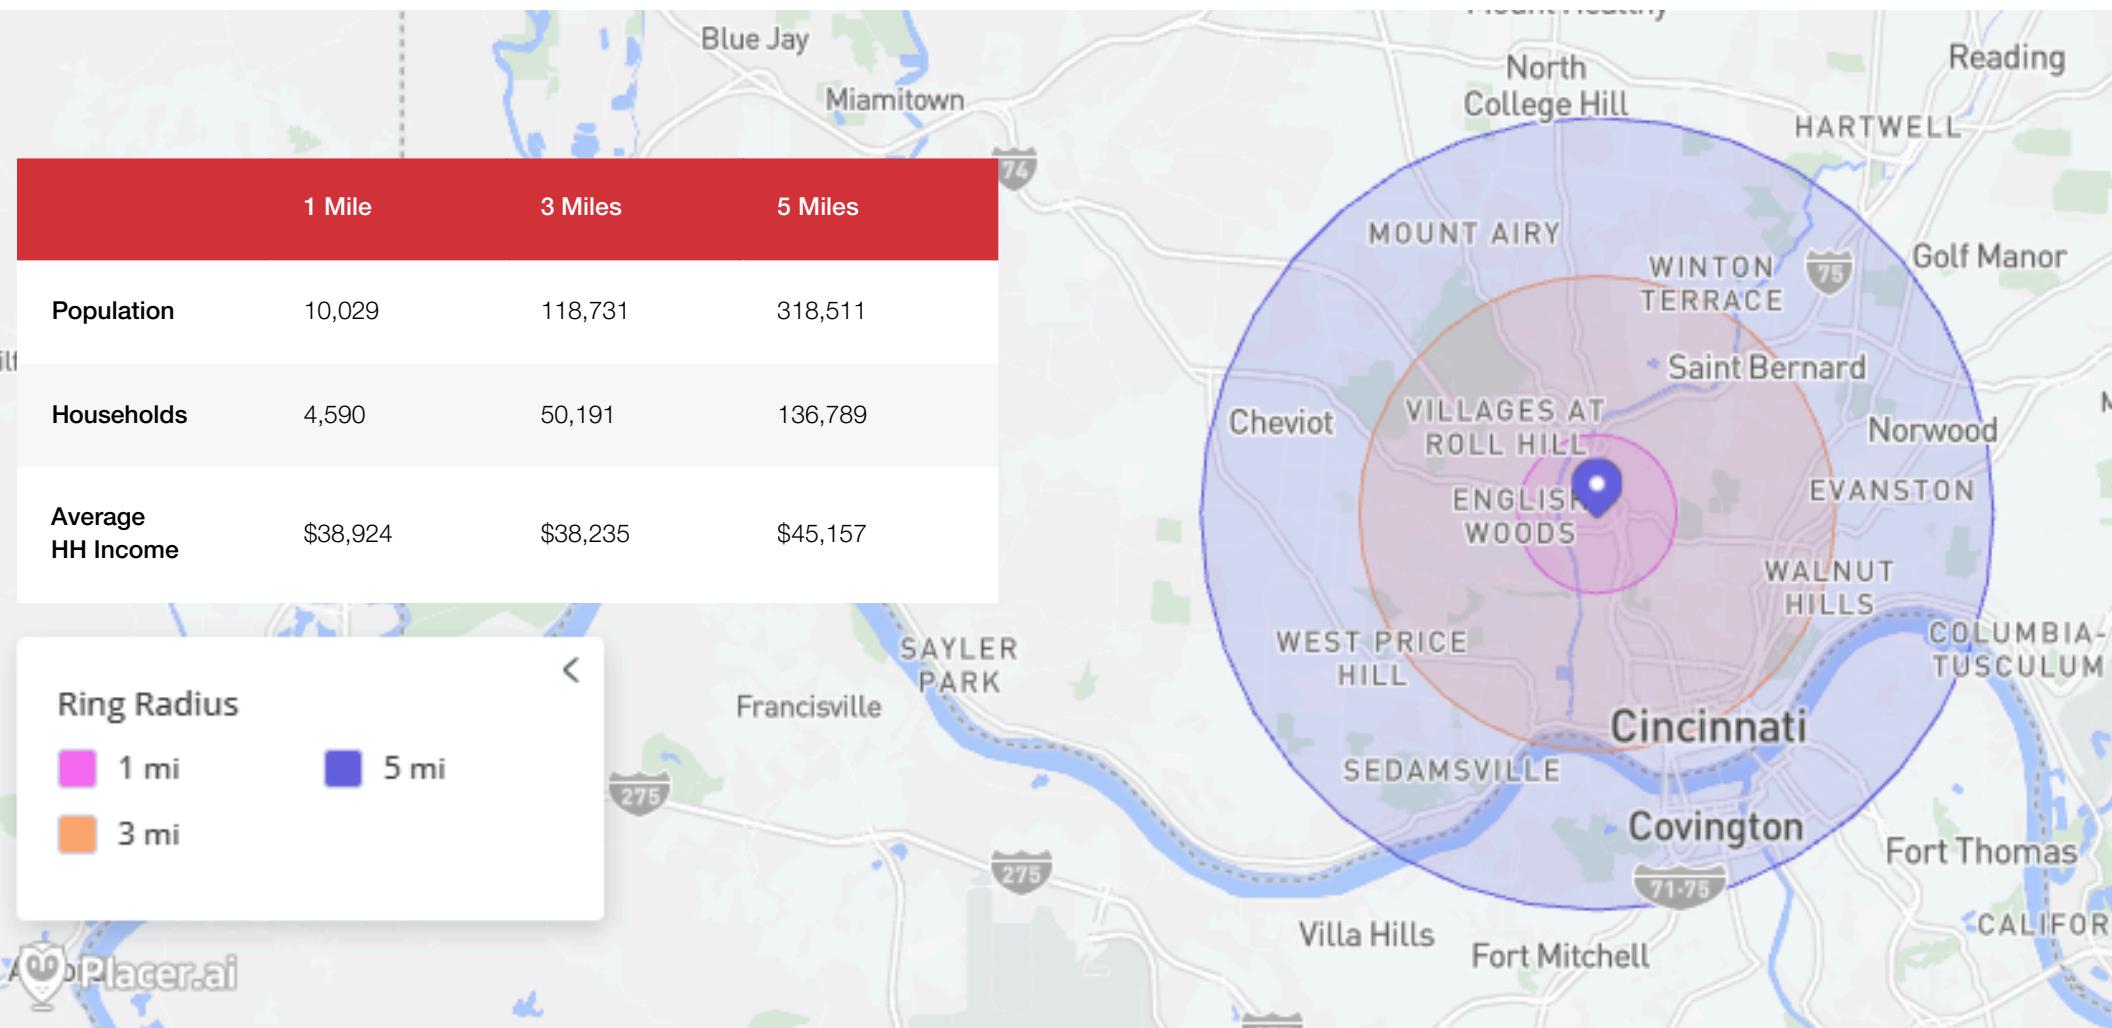 Blue Jay
Miamitown
North
College Hill
Reading
HARTWELL
74
1 Mile 3 Miles 5 Miles
Population 10,029 118,731 318,511
Households 4,590 50,191 136,789
Average
HH Income $38,924 $38,235 $45,157
MOUNT AIRY
WINTON
TERRACE
75
Golf Manor
Saint Bernard
Cheviot
VILLAGES AT
ROLL HILL
Norwood
ENGLISH
WOODS
EVANSTON
WALNUT
HILLS
WEST PRICE
HILL
COLUMBIA-
TUSCULUM
SAYLER
PARK
Francisville
Cincinnati
SEDAMSVILLE
Covington
Fort Thomas
275
275
71-75
Villa Hills
Fort Mitchell
CALIFOR
Ring Radius
1 mi 5 mi
3 mi
Placer.ai